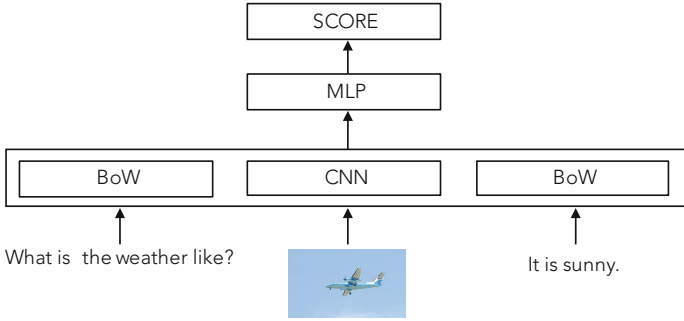 SCORE
MLP
BoW
CNN
BoW
What is the weather like?
It is sunny.